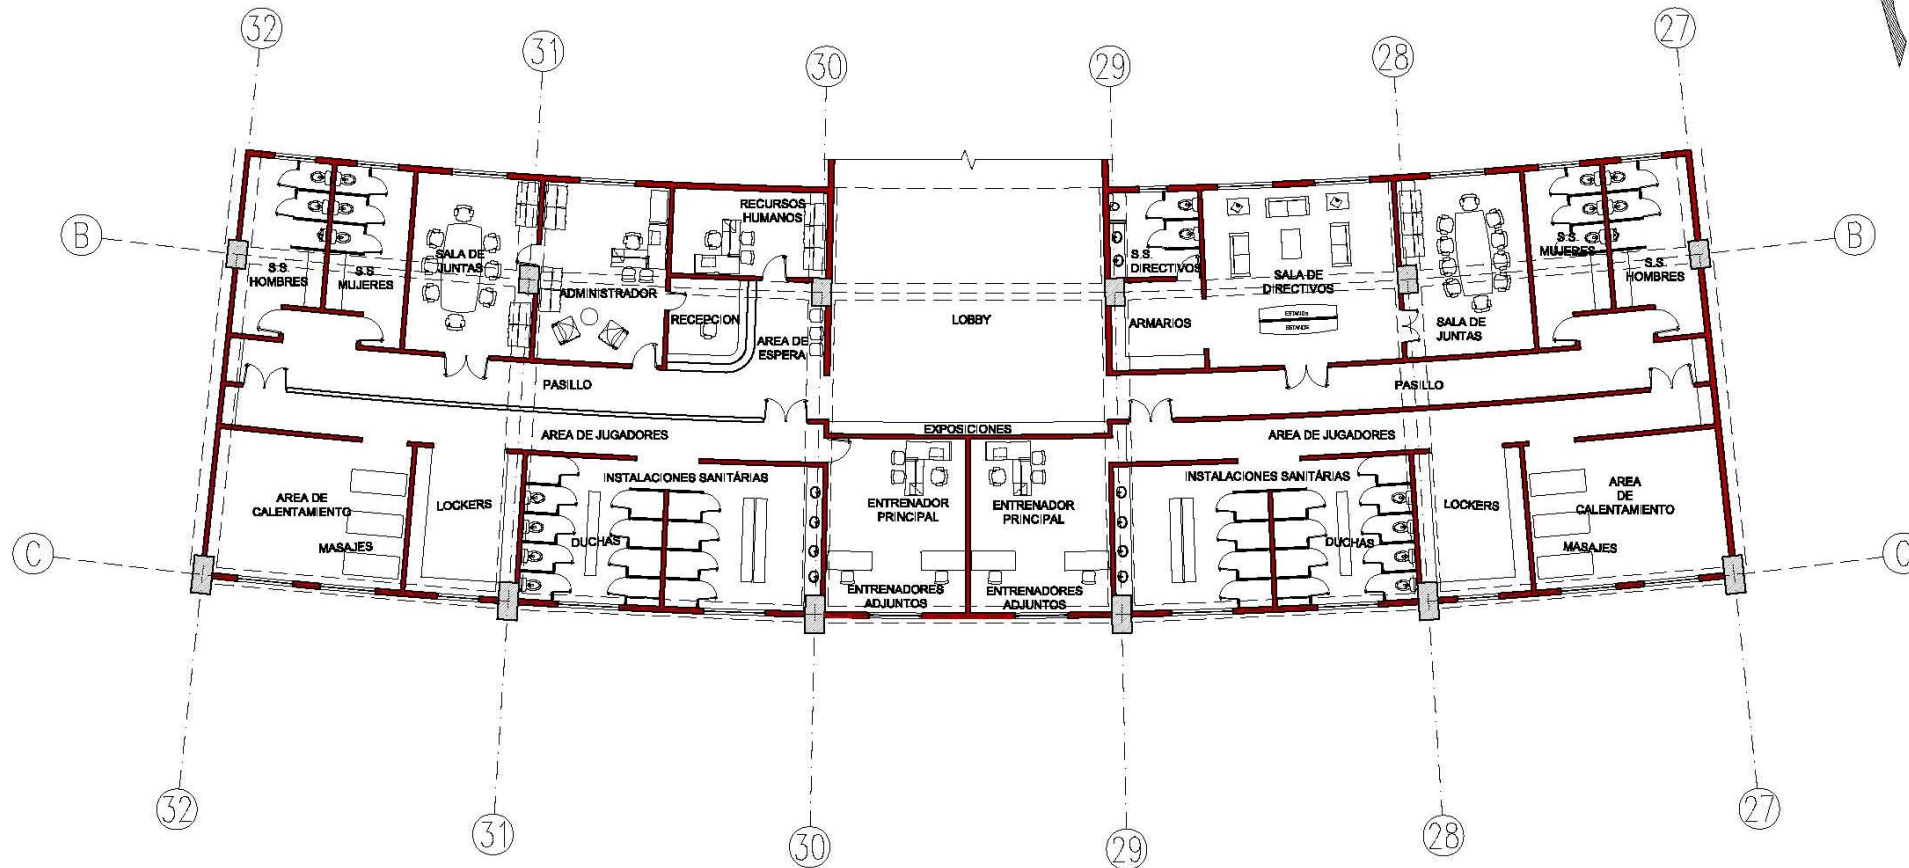 32
31
30
29
28
27
B
B
RECURSOS
HUMANOS
S.S.
HOMBRES
S.S.
MUJERES
SALA DE
JUNTAS
ADMINISTRADOR
RECEPCION
AREA DE
ESPERA
LOBBY
S.S.
DIRECTIVOS
SALA DE
DIRECTIVOS
ESTANTES
ESTANTES
ARMARIOS
SALA DE
JUNTAS
S.S.
MUJERES
S.S.
HOMBRES
PASILLO
PASILLO
EXPOSICIONES
AREA DE JUGADORES
AREA DE JUGADORES
AREA DE
CALENTAMIENTO
MASAJES
LOCKERS
INSTALACIONES SANITÁRIAS
DUCHAS
ENTRENADOR
PRINCIPAL
ENTRENADOR
PRINCIPAL
ENTRENADORES
ADJUNTOS
ENTRENADORES
ADJUNTOS
INSTALACIONES SANITÁRIAS
DUCHAS
LOCKERS
AREA
DE
CALENTAMIENTO
MASAJES
C
C
32
31
30
29
28
27